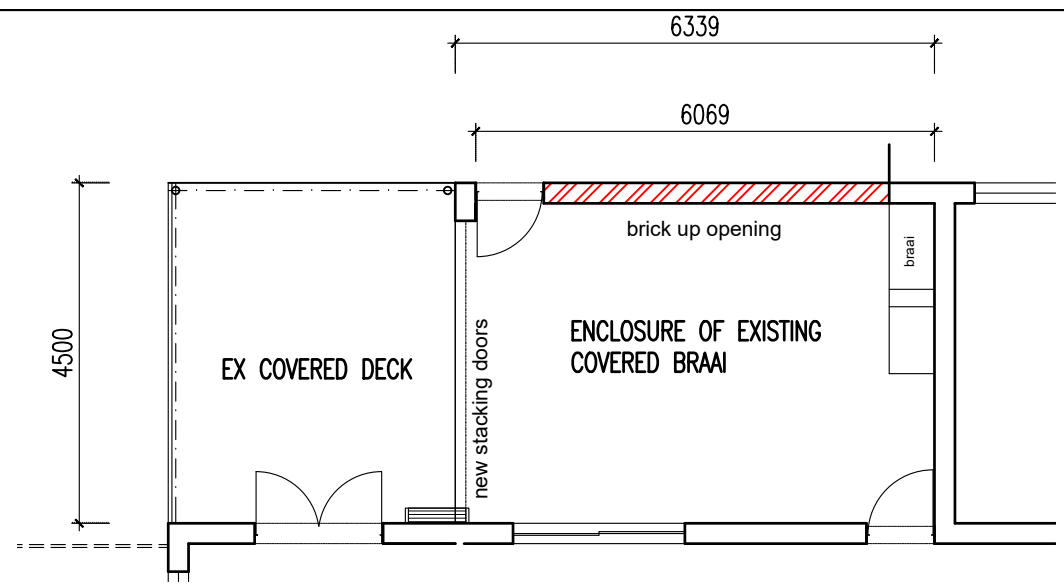 6339
6069
brick up opening
braai
4500
new stacking doors
ENCLOSURE OF EXISTING
COVERED BRAAI
EX COVERED DECK